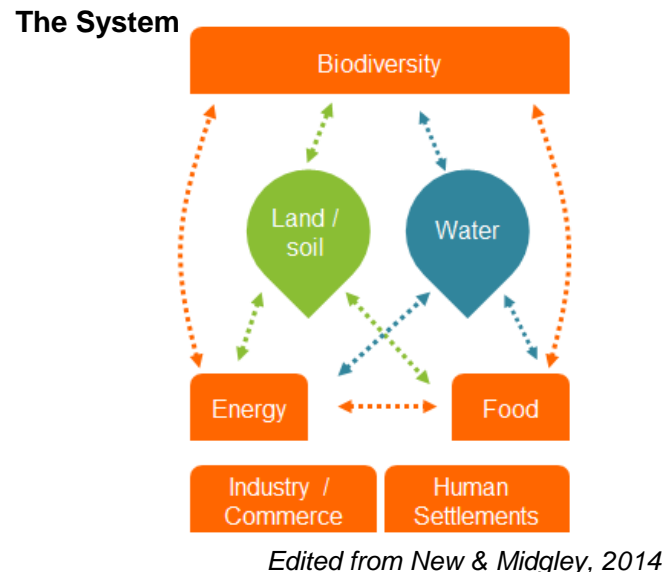 The System
Biodiversity
Land /
soil
Water
Energy
Food
Industry /
Commerce
Human
Settlements
Edited from New & Midgley, 2014